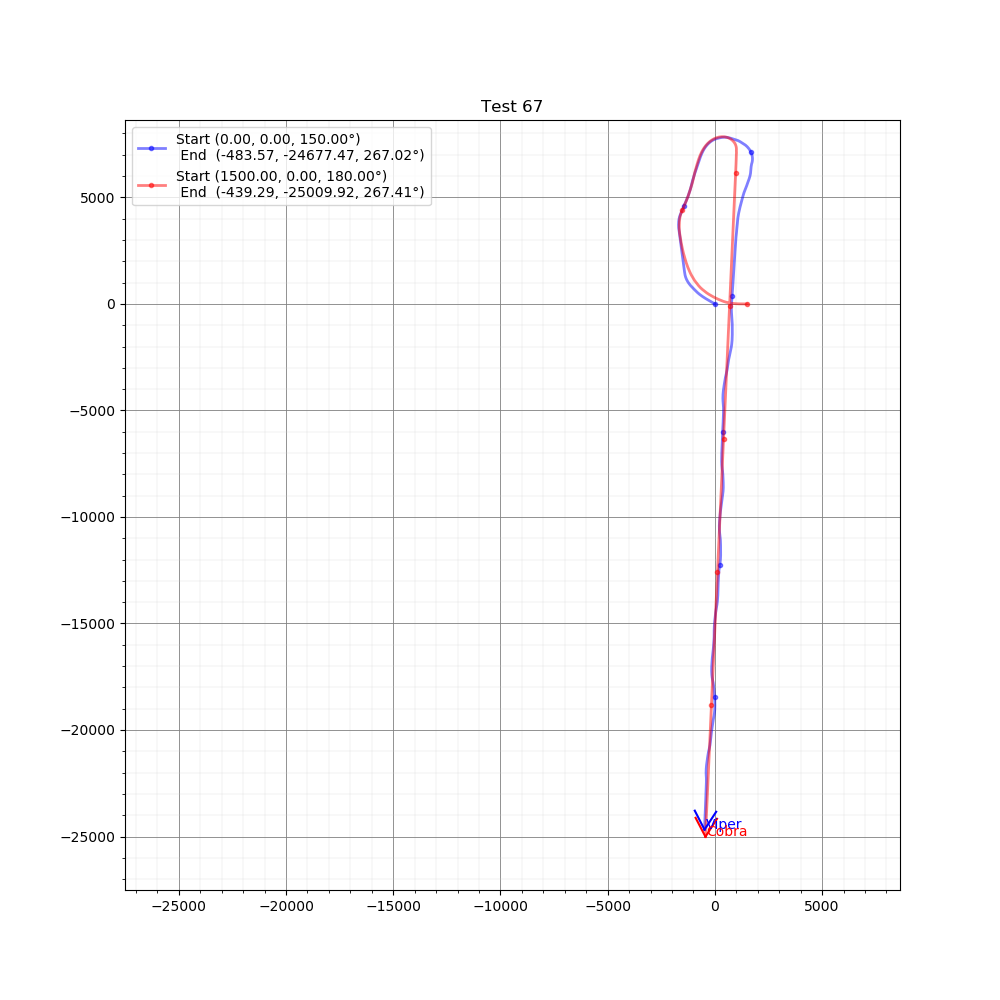 Test 67
Start (0.00, 0.00, 150.00°)
End (-483.57, -24677.47, 267.02°)
Start (1500.00, 0.00, 180.00°)
End (-439.29, -25009.92, 267.41°)
5000
0
−5000
−10000
−15000
−20000
−25000
Cobra
−25000 −20000 −15000 −10000 −5000 0 5000